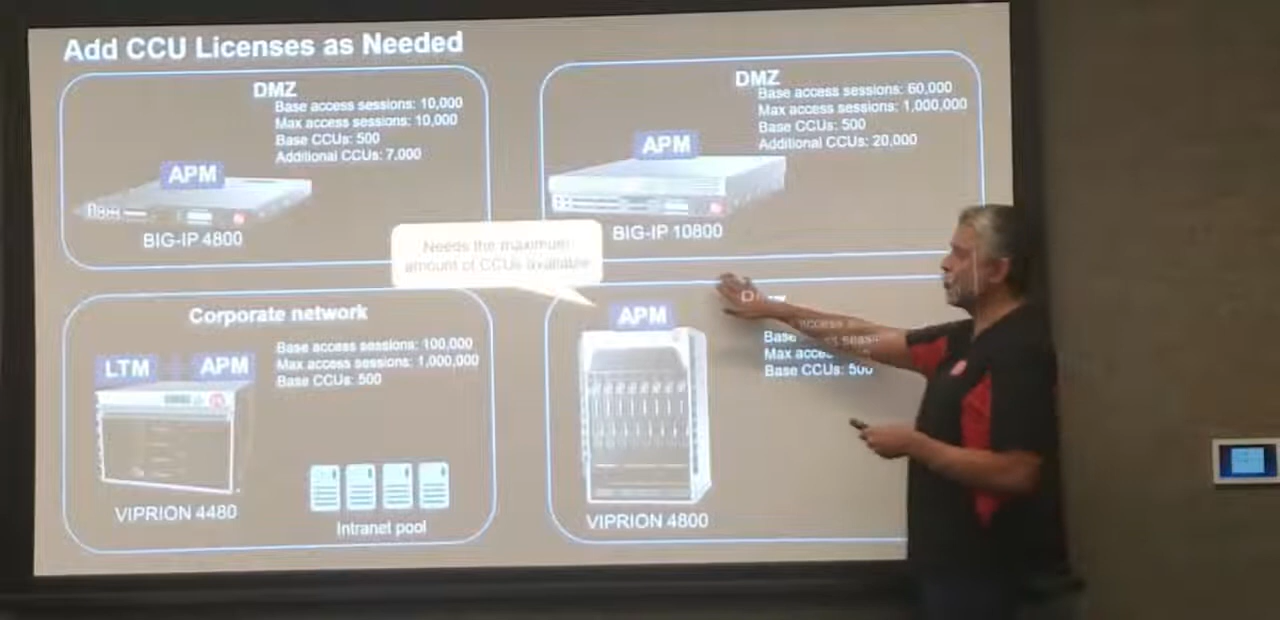 Add CCU Licenses as Needed
DMZ
Base access sessions: 10,000
Max access sessions: 10,000
Base CCUs: 500
Additional CCUs: 7,000
APM
BIG-IP 4800
DMZ
Base access sessions: 60,000
Max access sessions: 1,000,000
Base CCUs: 500
Additional CCUs: 20,000
APM
BIG-IP 10800
Needs the maximum
amount of CCUs available
Corporate network
Base access sessions: 100,000
Max access sessions: 1,000,000
Base CCUs: 500
LTM APM
VIPRION 4480
Intranet pool
APM
Base
Max
Base CCUs: 500
VIPRION 4800